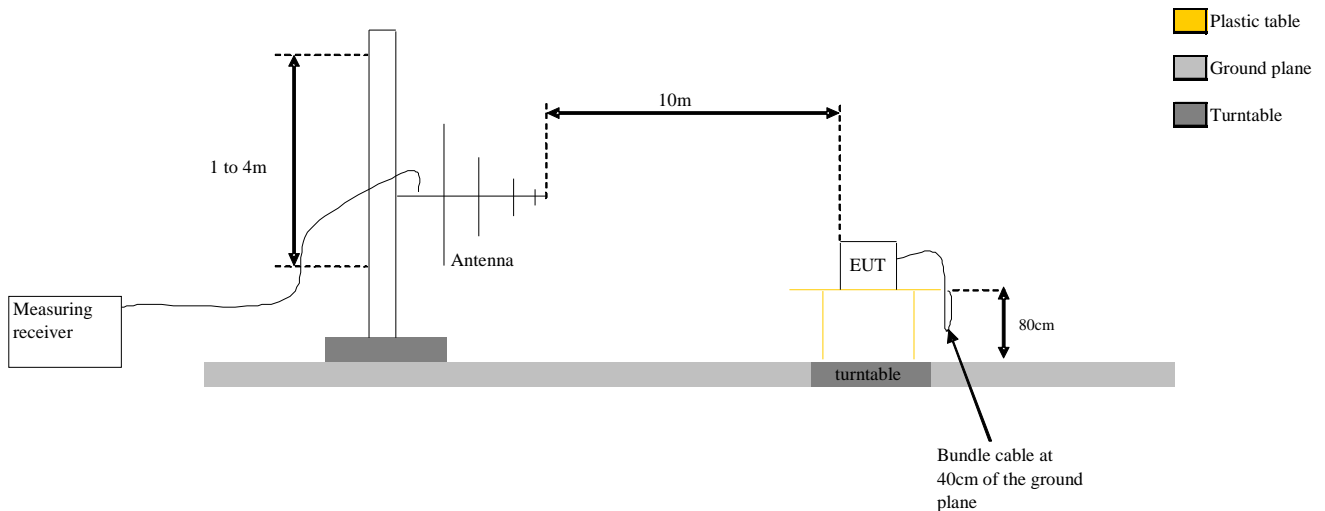 Plastic table
Ground plane
Turntable
10m
1 to 4m
Antenna
EUT
Measuring
receiver
80cm
turntable
Bundle cable at
40cm of the ground
plane